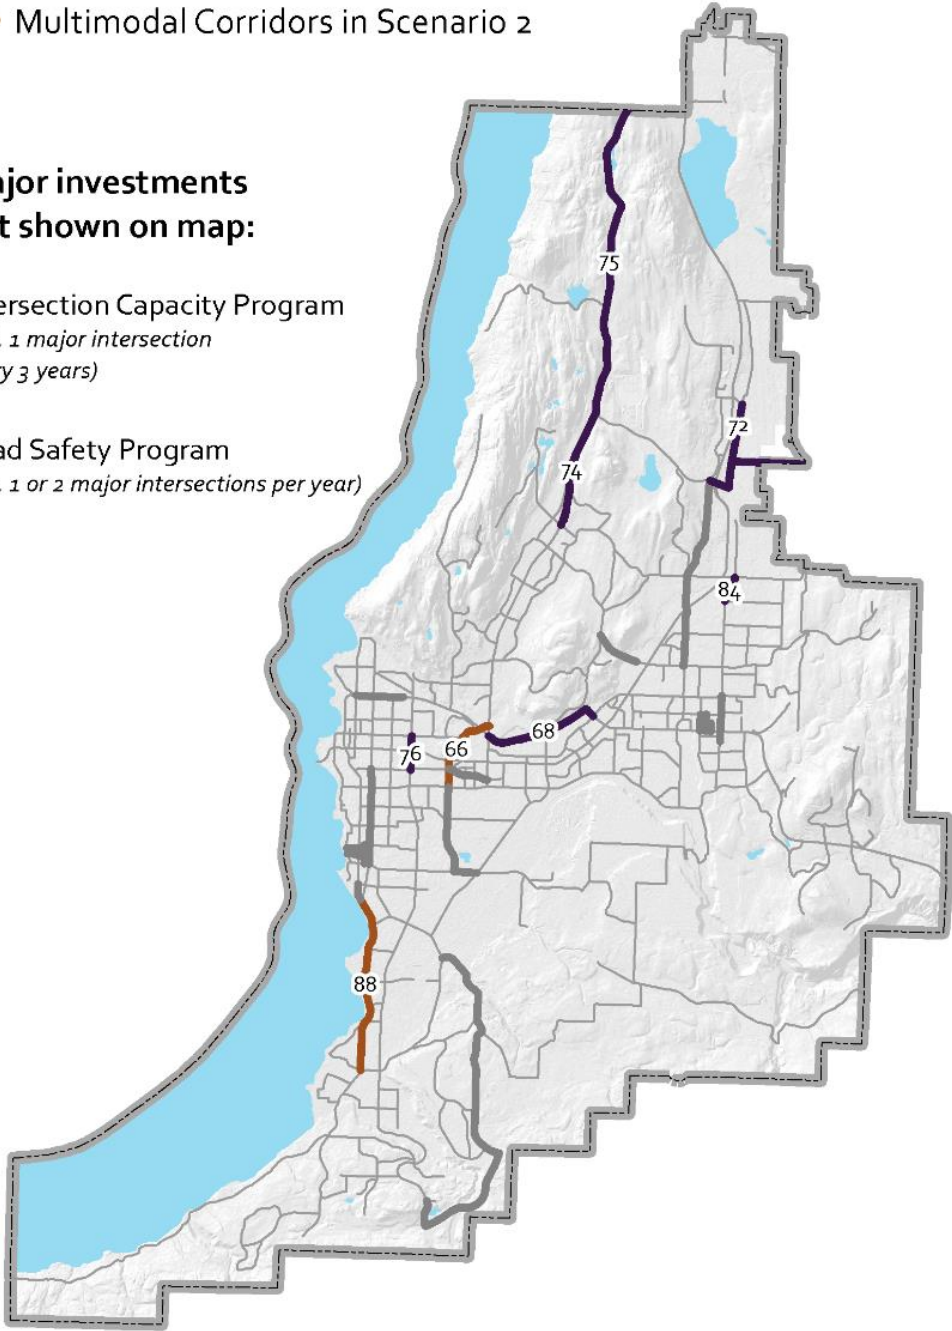 Multimodal Corridors in Scenario 2
jor investments
t shown on map:
ersection Capacity Program
. 1 major intersection
ry 3 years)
ad Safety Program
. 1 or 2 major intersections per year)
75
72
74
84
68
76
66
88